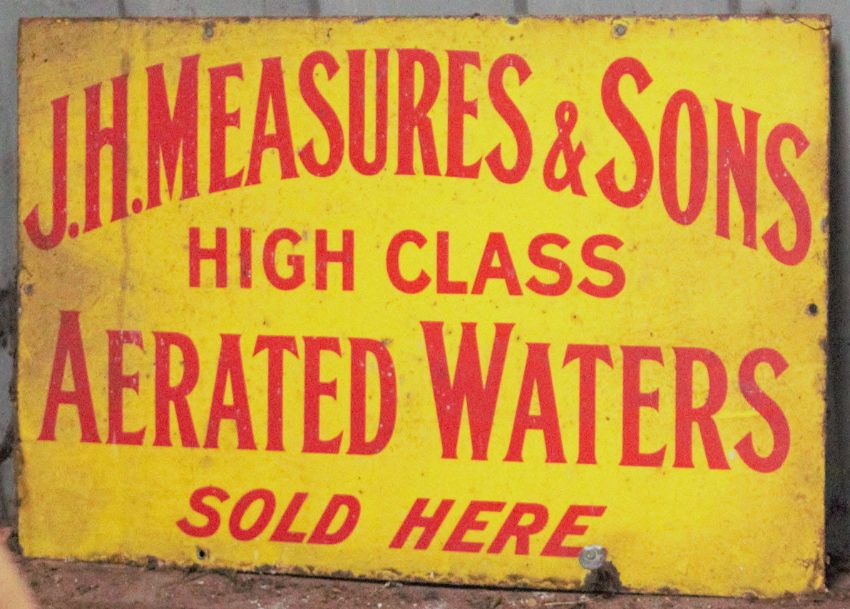 J.H. MEASURES & SONS
HIGH CLASS
AERATED WATERS
SOLD HERE